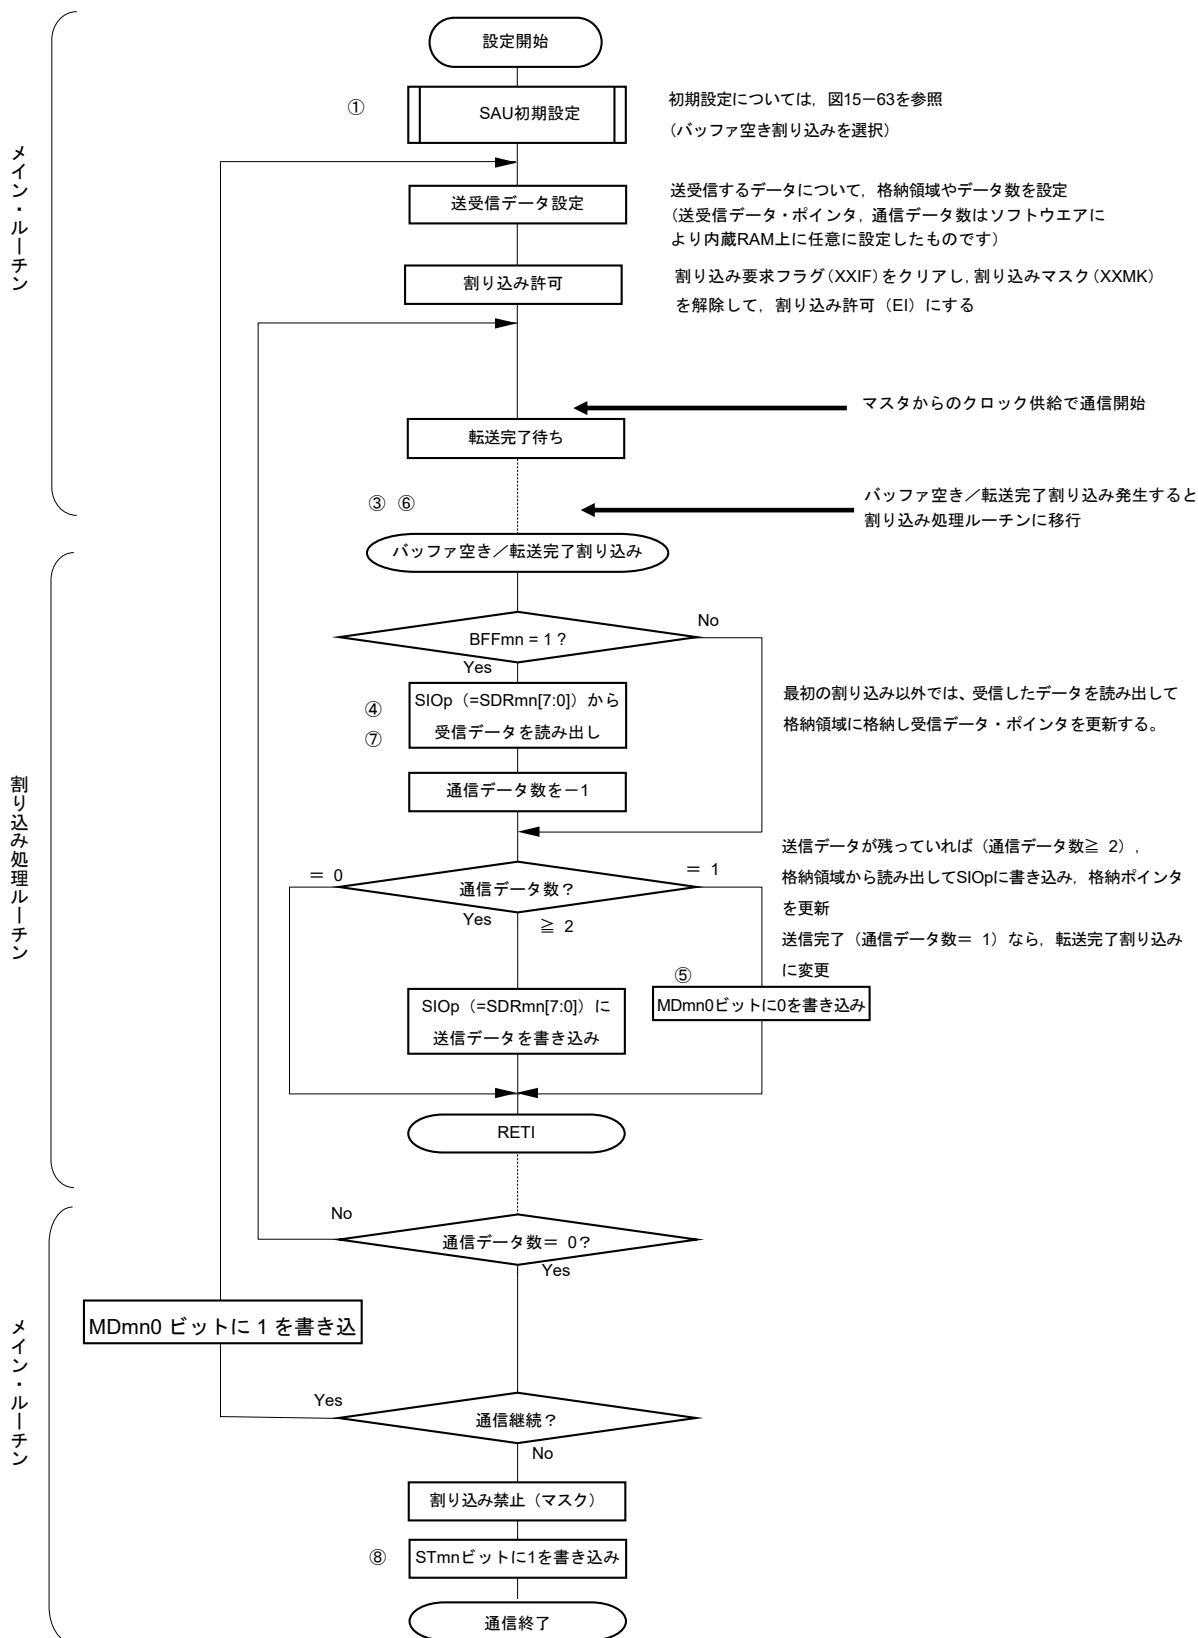 設定開始
①
SAU初期設定
初期設定については，図15－63を参照
（バッファ空き割り込みを選択）
メイン・ルーチン
送受信データ設定
送受信するデータについて，格納領域やデータ数を設定
（送受信データ・ポインタ，通信データ数はソフトウエアに
より内蔵RAM上に任意に設定したものです）
割り込み許可
割り込み要求フラグ（XXIF）をクリアし，割り込みマスク（XXMK）
を解除して，割り込み許可（EI）にする
マスタからのクロック供給で通信開始
転送完了待ち
③ ⑥
バッファ空き／転送完了割り込み発生すると
割り込み処理ルーチンに移行
バッファ空き／転送完了割り込み
BFFmn = 1？
No
Yes
④
⑦
SIOp（=SDRmn[7:0]）から
受信データを読み出し
最初の割り込み以外では、受信したデータを読み出して
格納領域に格納し受信データ・ポインタを更新する。
通信データ数を－1
割り込み処理ルーチン
＝ 0
通信データ数？
＝ 1
Yes
≧ 2
送信データが残っていれば（通信データ数≧ 2），
格納領域から読み出してSIOpに書き込み，格納ポインタ
を更新
送信完了（通信データ数＝ 1）なら，転送完了割り込み
に変更
⑤
MDmn0ビットに0を書き込み
SIOp（=SDRmn[7:0]）に
送信データを書き込み
RETI
No
通信データ数＝ 0？
Yes
MDmn0 ビットに 1 を書き込
メイン・ルーチン
Yes
通信継続？
No
割り込み禁止（マスク）
⑧
STmnビットに1を書き込み
通信終了